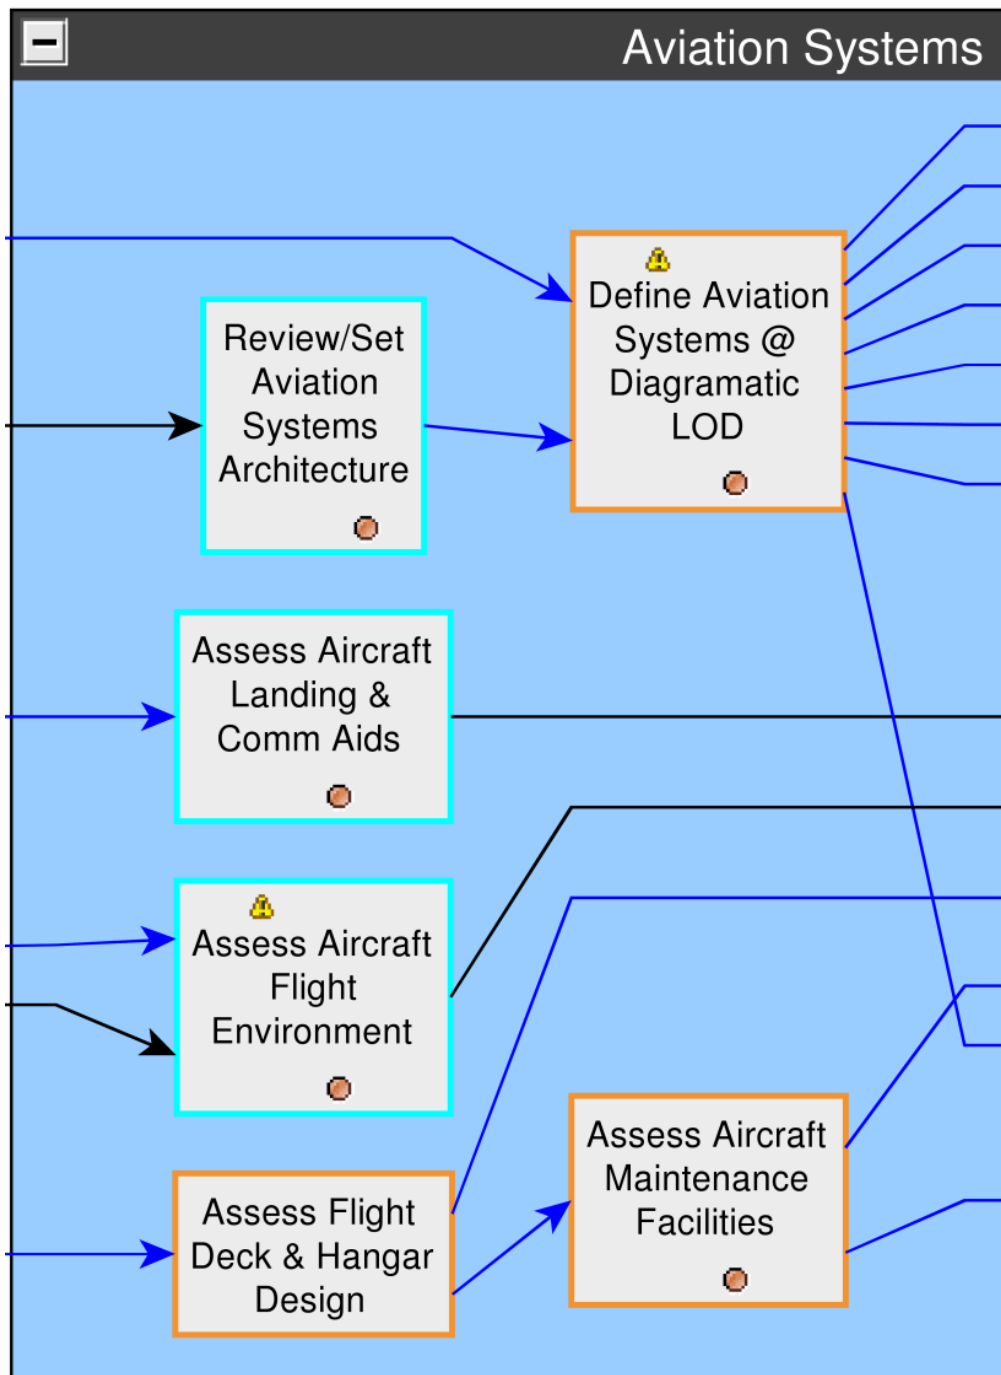 Aviation Systems
Define Aviation
Systems @
Diagramatic
LOD
Review/Set
Aviation
Systems
Architecture
Assess Aircraft
Landing &
Comm Aids
Assess Aircraft
Flight
Environment
Assess Flight
Deck & Hangar
Design
Assess Aircraft
Maintenance
Facilities